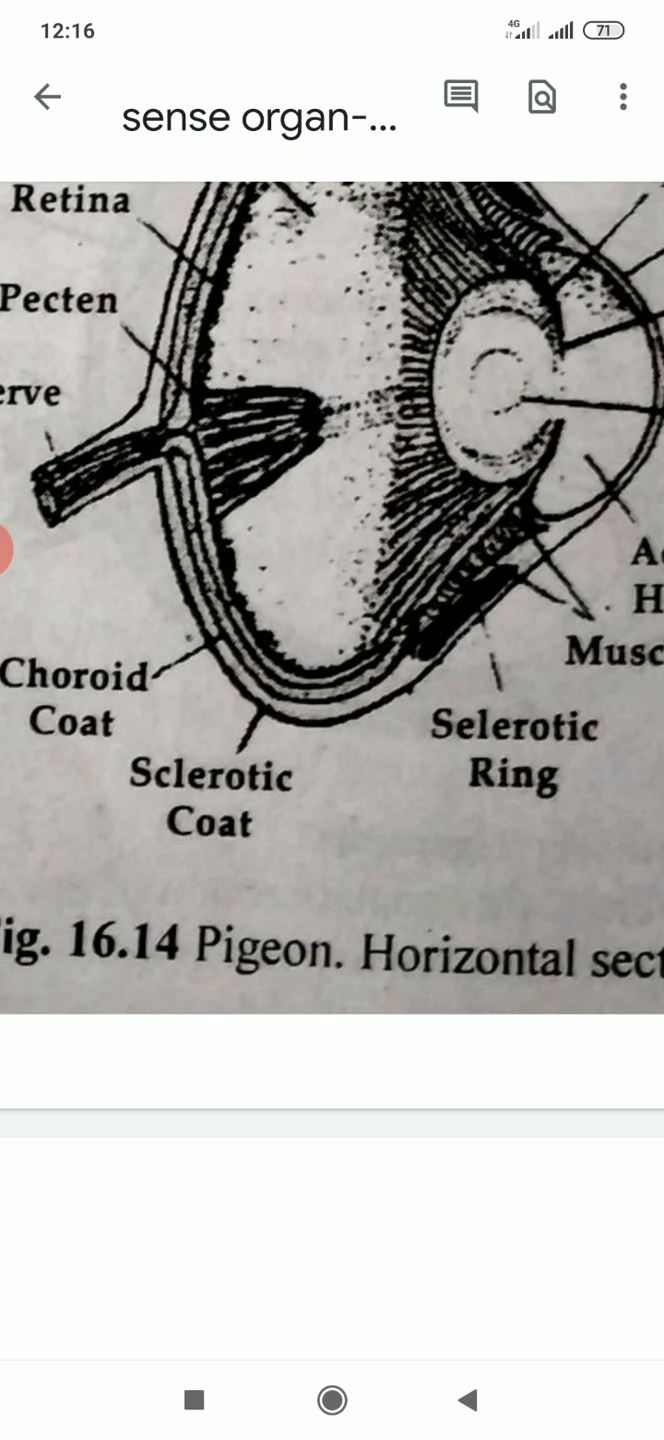 12:16
4G
71
sense organ-...
Retina
Pecten
erve
Choroid
Coat
Sclerotic
Coat
A
H
Musc
Selerotic
Ring
ig. 16.14 Pigeon. Horizontal sect